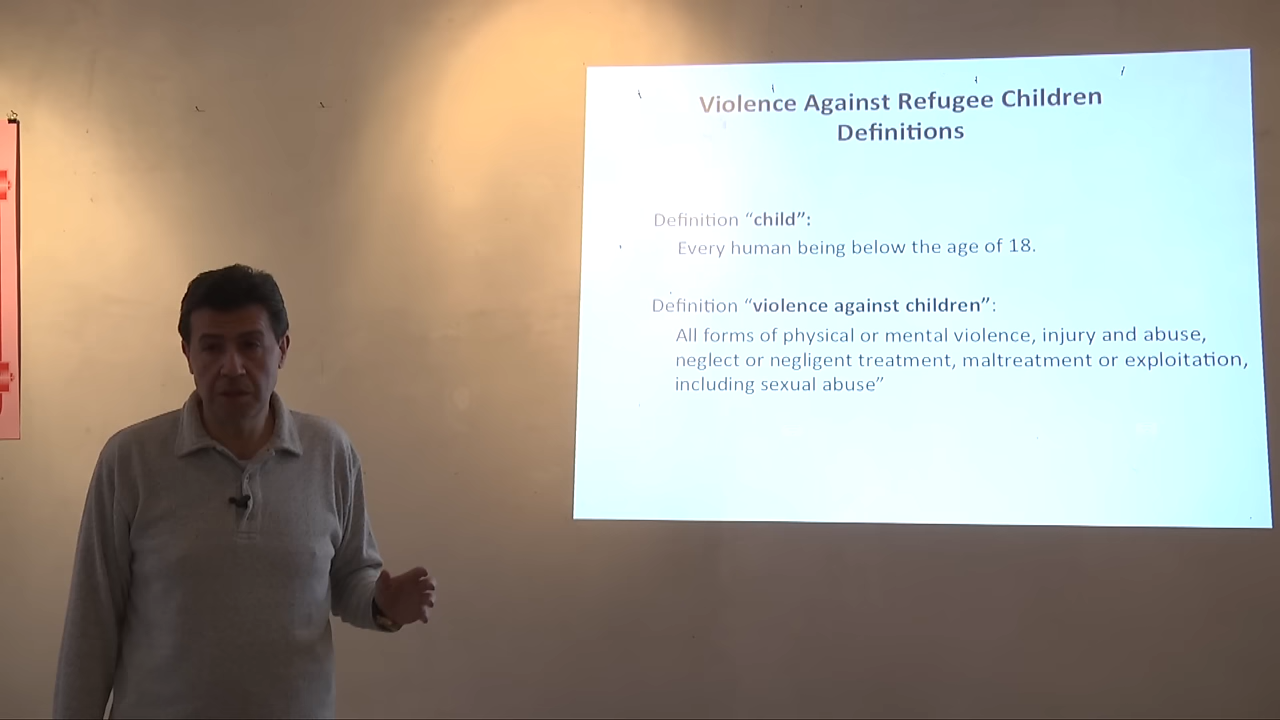 Violence Against Refugee Children
Definitions
Definition “child”:
Every human being below the age of 18.
Definition “violence against children”:
All forms of physical or mental violence, injury and abuse,
neglect or negligent treatment, maltreatment or exploitation,
including sexual abuse”